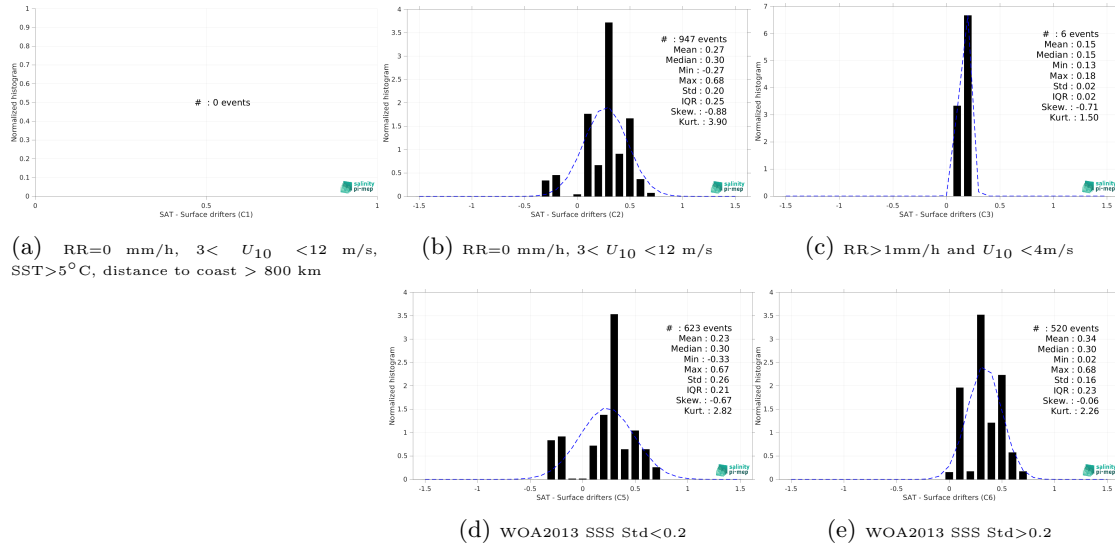 Normalized histogram
1
0.9
0.8
0.7
0.6
0.5
0.4
0.3
0.2
0.1
0
# : 0 events
0 0.5 1
SAT - Surface drifters (C1)
salinity
pi-mep
(a) RR=0 mm/h, 3< U10 <12 m/s,
SST>5°C, distance to coast > 800 km
Normalized histogram
4
3.5
3
2.5
2
1.5
1
0.5
0
# : 947 events
Mean : 0.27
Median : 0.30
Min : -0.27
Max : 0.68
Std : 0.20
IQR : 0.25
Skew. : -0.88
Kurt. : 3.90
-1.5 -1 -0.5 0 0.5 1 1.5
SAT - Surface drifters (C2)
salinity
pi-mep
(b) RR=0 mm/h, 3< U10 <12 m/s
Normalized histogram
7
6
5
4
3
2
1
0
# : 6 events
Mean : 0.15
Median : 0.15
Min : 0.13
Max : 0.18
Std : 0.02
IQR : 0.02
Skew. : -0.71
Kurt. : 1.50
-1.5 -1 -0.5 0 0.5 1 1.5
SAT - Surface drifters (C3)
salinity
pi-mep
(c) RR>1mm/h and U10 <4m/s
Normalized histogram
4
3.5
3
2.5
2
1.5
1
0.5
0
# : 623 events
Mean : 0.23
Median : 0.30
Min : -0.33
Max : 0.67
Std : 0.26
IQR : 0.21
Skew. : -0.67
Kurt. : 2.82
-1.5 -1 -0.5 0 0.5 1 1.5
SAT - Surface drifters (C5)
salinity
pi-mep
(d) WOA2013 SSS Std<0.2
Normalized histogram
4
3.5
3
2.5
2
1.5
1
0.5
0
# : 520 events
Mean : 0.34
Median : 0.30
Min : 0.02
Max : 0.68
Std : 0.16
IQR : 0.23
Skew. : -0.06
Kurt. : 2.26
-1.5 -1 -0.5 0 0.5 1 1.5
SAT - Surface drifters (C6)
salinity
pi-mep
(e) WOA2013 SSS Std>0.2